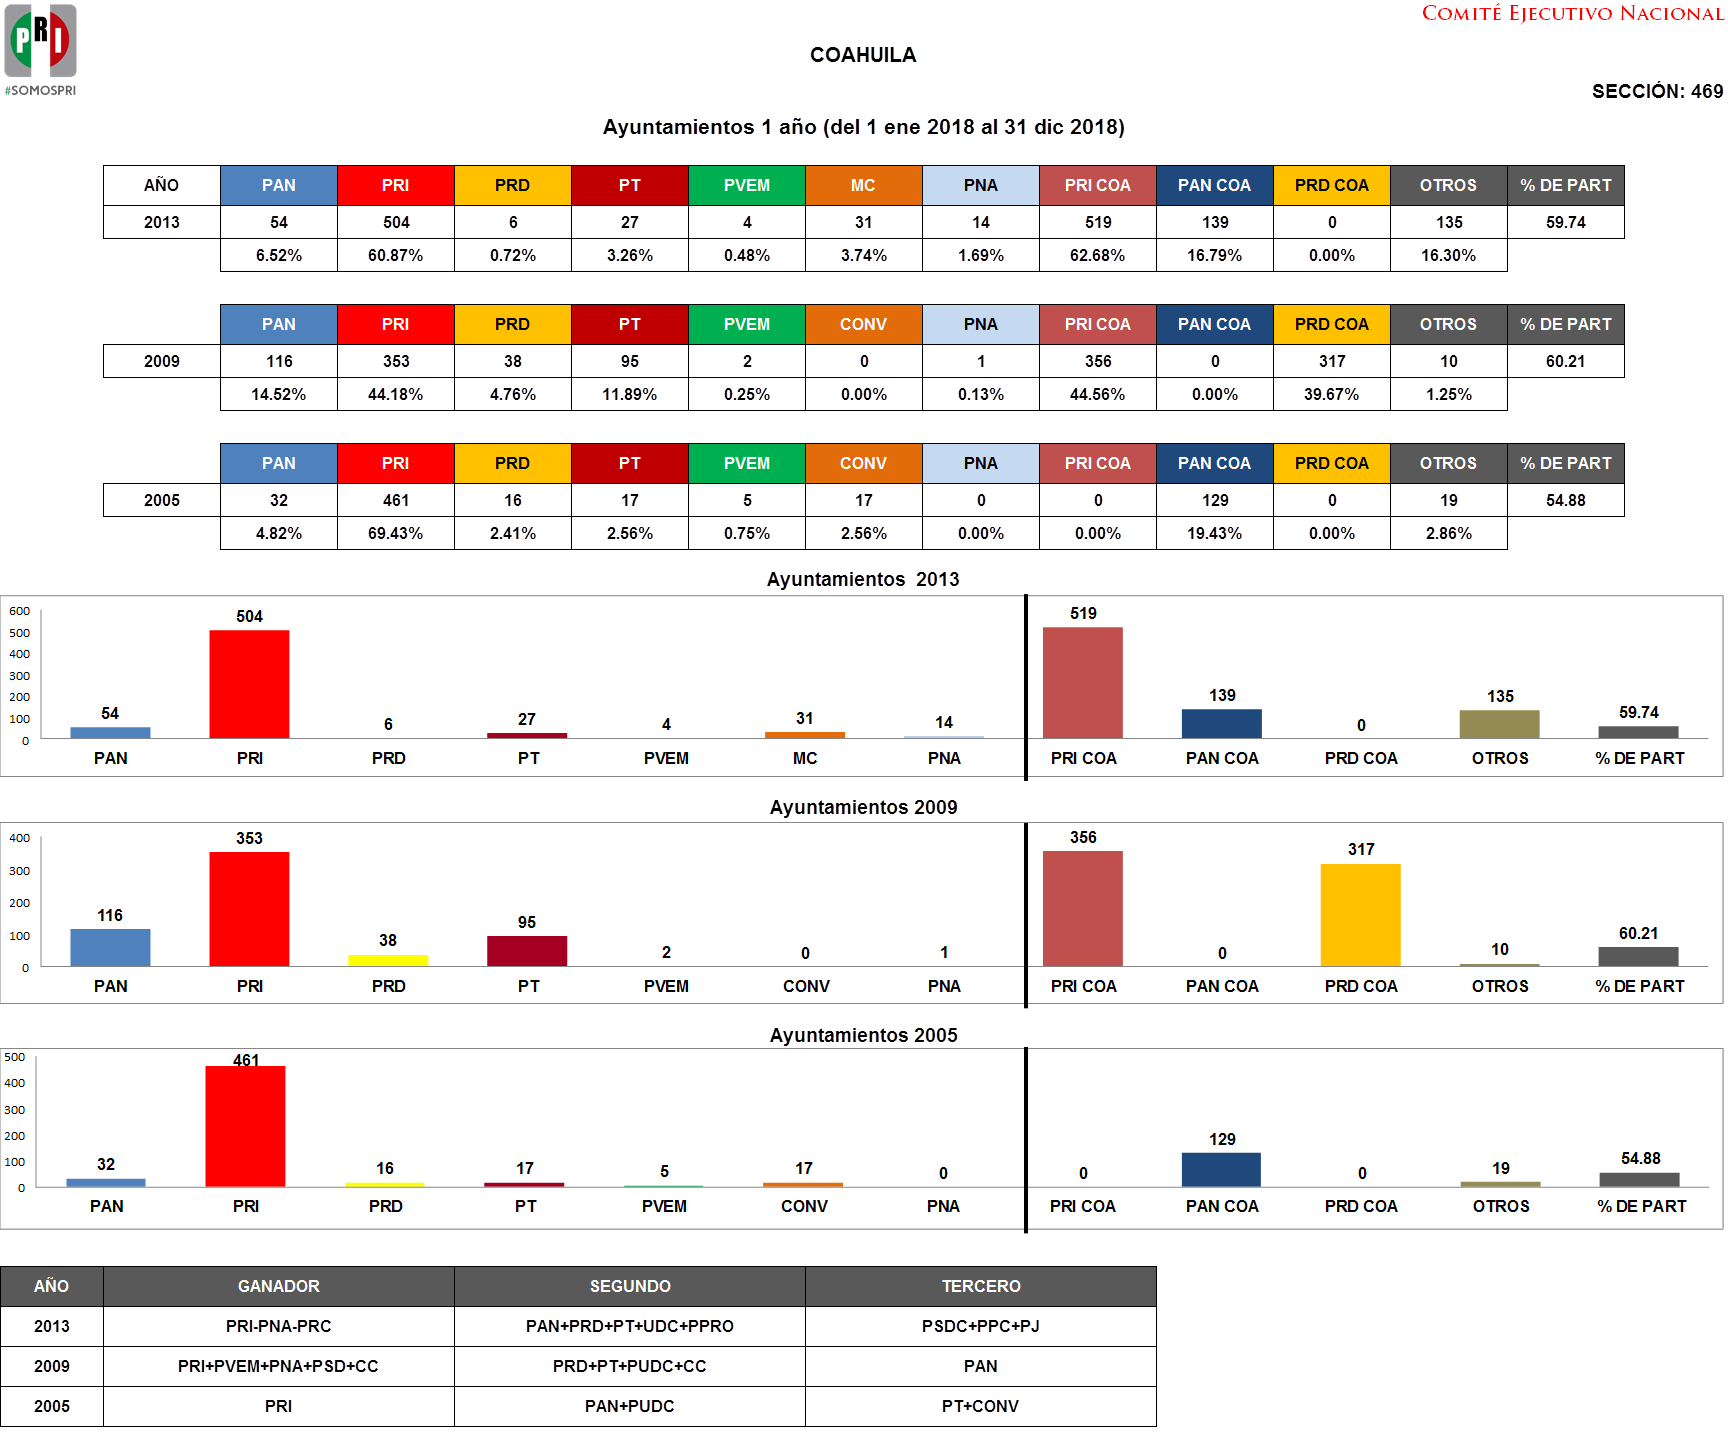 PRI
#SOMOSPRI
COMITÉ EJECUTIVO NACIONAL
COAHUILA
SECCIÓN: 469
Ayuntamientos 1 año (del 1 ene 2018 al 31 dic 2018)
AÑO PAN PRI PRD PT PVEM MC PNA PRI COA PAN COA PRD COA OTROS % DE PART
2013 54 504 6 27 4 31 14 519 139 0 135 59.74
6.52% 60.87% 0.72% 3.26% 0.48% 3.74% 1.69% 62.68% 16.79% 0.00% 16.30%
PAN PRI PRD PT PVEM CONV PNA PRI COA PAN COA PRD COA OTROS % DE PART
2009 116 353 38 95 2 0 1 356 0 317 10 60.21
14.52% 44.18% 4.76% 11.89% 0.25% 0.00% 0.13% 44.56% 0.00% 39.67% 1.25%
PAN PRI PRD PT PVEM CONV PNA PRI COA PAN COA PRD COA OTROS % DE PART
2005 32 461 16 17 5 17 0 0 129 0 19 54.88
4.82% 69.43% 2.41% 2.56% 0.75% 2.56% 0.00% 0.00% 19.43% 0.00% 2.86%
Ayuntamientos 2013
600
500
400
300
200
100
0
54 504 6 27 4 31 14 519 139 0 135 59.74
PAN PRI PRD PT PVEM MC PNA PRI COA PAN COA PRD COA OTROS % DE PART
Ayuntamientos 2009
400
300
200
100
0
116 353 38 95 2 0 1 356 0 317 10 60.21
PAN PRI PRD PT PVEM CONV PNA PRI COA PAN COA PRD COA OTROS % DE PART
Ayuntamientos 2005
500
400
300
200
100
0
32 461 16 17 5 17 0 0 129 0 19 54.88
PAN PRI PRD PT PVEM CONV PNA PRI COA PAN COA PRD COA OTROS % DE PART
AÑO GANADOR SEGUNDO TERCERO
2013 PRI-PNA-PRC PAN+PRD+PT+UDC+PPRO PSDC+PPC+PJ
2009 PRI+PVEM+PNA+PSD+CC PRD+PT+PUDC+CC PAN
2005 PRI PAN+PUDC PT+CONV